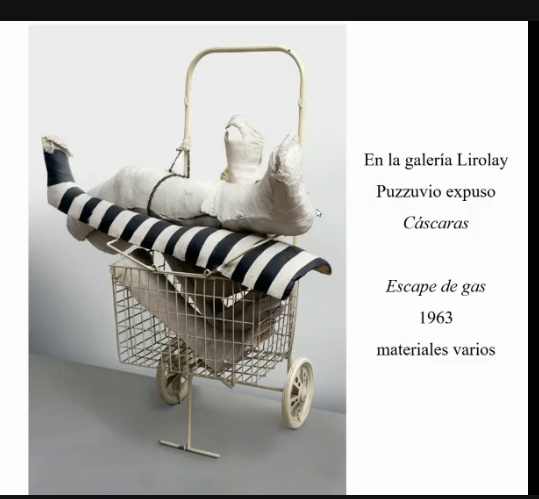 En la galería Lirolay
Puzzuvio expuso
Cáscaras
Escape de gas
1963
materiales varios